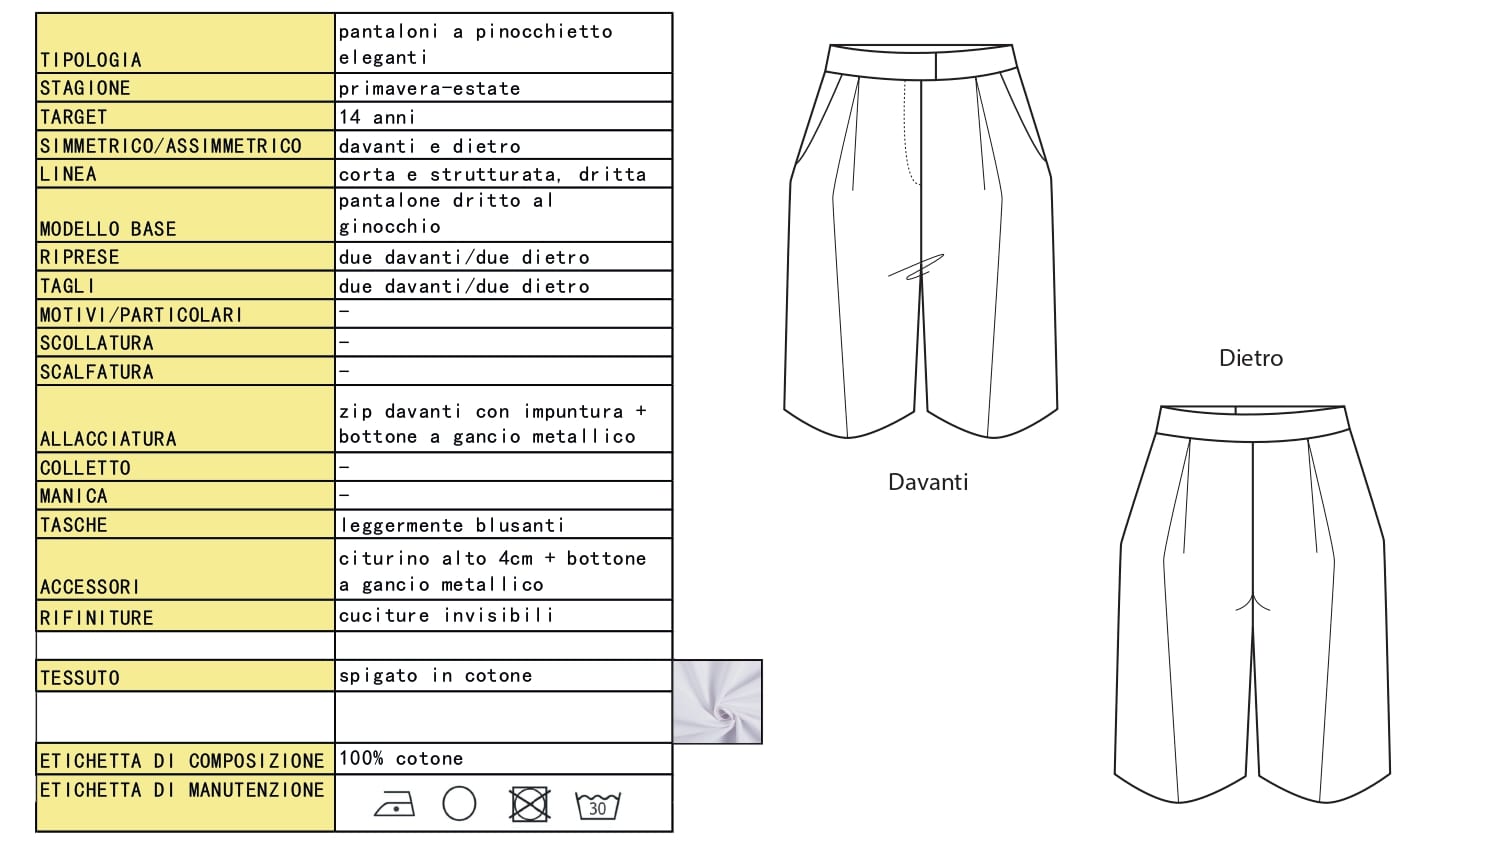 TIPOLOGIA
pantaloni a pinocchietto
eleganti
STAGIONE
primavera-estate
TARGET
14 anni
SIMMETRICO/ASSIMMETRICO
davanti e dietro
LINEA
corta e strutturata, dritta
MODELLO BASE
pantalone dritto al
ginocchio
RIPRESE
due davanti/due dietro
TAGLI
due davanti/due dietro
MOTIVI/PARTICOLARI
-
SCOLLATURA
-
SCALFATURA
-
ALLACCIATURA
zip davanti con impuntura +
bottone a gancio metallico
COLLETTO
-
MANICA
-
TASCHE
leggermente blusanti
ACCESSORI
citurino alto 4cm + bottone
a gancio metallico
RIFINITURE
cuciture invisibili
TESSUTO
spigato in cotone
ETICHETTA DI COMPOSIZIONE
100% cotone
ETICHETTA DI MANUTENZIONE
30
Davanti
Dietro